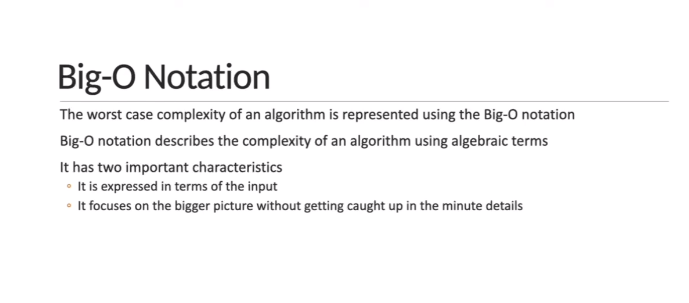 Big-O Notation
The worst case complexity of an algorithm is represented using the Big-O notation
Big-O notation describes the complexity of an algorithm using algebraic terms
It has two important characteristics
◦ It is expressed in terms of the input
◦ It focuses on the bigger picture without getting caught up in the minute details